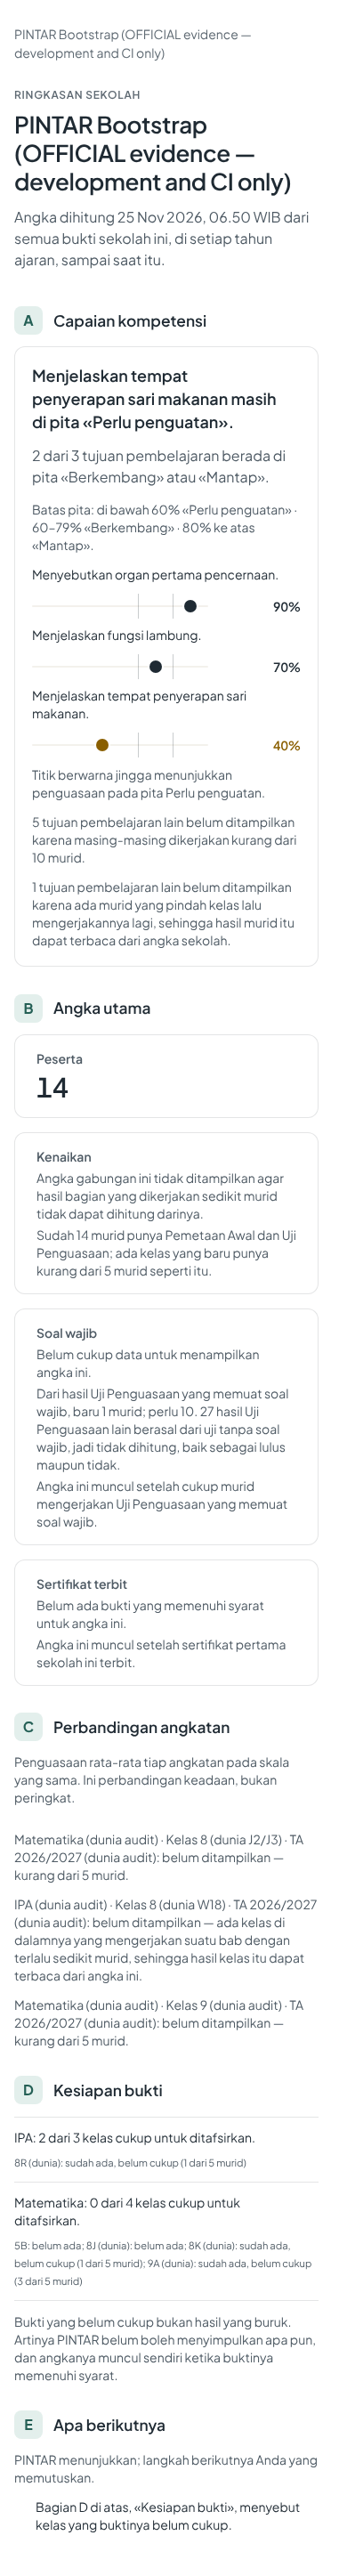 PINTAR Bootstrap (OFFICIAL evidence —
development and CI only)
RINGKASAN SEKOLAH
PINTAR Bootstrap
(OFFICIAL evidence —
development and CI only)
Angka dihitung 25 Nov 2026, 06.50 WIB dari
semua bukti sekolah ini, di setiap tahun
ajaran, sampai saat itu.
A Capaian kompetensi
Menjelaskan tempat
penyerapan sari makanan masih
di pita «Perlu penguatan».
2 dari 3 tujuan pembelajaran berada di
pita «Berkembang» atau «Mantap».
Batas pita: di bawah 60% «Perlu penguatan» ·
60–79% «Berkembang» · 80% ke atas
«Mantap».
Menyebutkan organ pertama pencernaan.
90%
Menjelaskan fungsi lambung.
70%
Menjelaskan tempat penyerapan sari
makanan.
40%
Titik berwarna jingga menunjukkan
penguasaan pada pita Perlu penguatan.
5 tujuan pembelajaran lain belum ditampilkan
karena masing-masing dikerjakan kurang dari
10 murid.
1 tujuan pembelajaran lain belum ditampilkan
karena ada murid yang pindah kelas lalu
mengerjakannya lagi, sehingga hasil murid itu
dapat terbaca dari angka sekolah.
B Angka utama
Peserta
14
Kenaikan
Angka gabungan ini tidak ditampilkan agar
hasil bagian yang dikerjakan sedikit murid
tidak dapat dihitung darinya.
Sudah 14 murid punya Pemetaan Awal dan Uji
Penguasaan; ada kelas yang baru punya
kurang dari 5 murid seperti itu.
Soal wajib
Belum cukup data untuk menampilkan
angka ini.
Dari hasil Uji Penguasaan yang memuat soal
wajib, baru 1 murid; perlu 10. 27 hasil Uji
Penguasaan lain berasal dari uji tanpa soal
wajib, jadi tidak dihitung, baik sebagai lulus
maupun tidak.
Angka ini muncul setelah cukup murid
mengerjakan Uji Penguasaan yang memuat
soal wajib.
Sertifikat terbit
Belum ada bukti yang memenuhi syarat
untuk angka ini.
Angka ini muncul setelah sertifikat pertama
sekolah ini terbit.
C Perbandingan angkatan
Penguasaan rata-rata tiap angkatan pada skala
yang sama. Ini perbandingan keadaan, bukan
peringkat.
Matematika (dunia audit) · Kelas 8 (dunia J2/J3) · TA
2026/2027 (dunia audit): belum ditampilkan —
kurang dari 5 murid.
IPA (dunia audit) · Kelas 8 (dunia W18) · TA 2026/2027
(dunia audit): belum ditampilkan — ada kelas di
dalamnya yang mengerjakan suatu bab dengan
terlalu sedikit murid, sehingga hasil kelas itu dapat
terbaca dari angka ini.
Matematika (dunia audit) · Kelas 9 (dunia audit) · TA
2026/2027 (dunia audit): belum ditampilkan —
kurang dari 5 murid.
D Kesiapan bukti
IPA: 2 dari 3 kelas cukup untuk ditafsirkan.
8R (dunia): sudah ada, belum cukup (1 dari 5 murid)
Matematika: 0 dari 4 kelas cukup untuk
ditafsirkan.
5B: belum ada; 8J (dunia): belum ada; 8K (dunia): sudah ada,
belum cukup (1 dari 5 murid); 9A (dunia): sudah ada, belum cukup
(3 dari 5 murid)
Bukti yang belum cukup bukan hasil yang buruk.
Artinya PINTAR belum boleh menyimpulkan apa pun,
dan angkanya muncul sendiri ketika buktinya
memenuhi syarat.
E Apa berikutnya
PINTAR menunjukkan; langkah berikutnya Anda yang
memutuskan.
Bagian D di atas, «Kesiapan bukti», menyebut
kelas yang buktinya belum cukup.